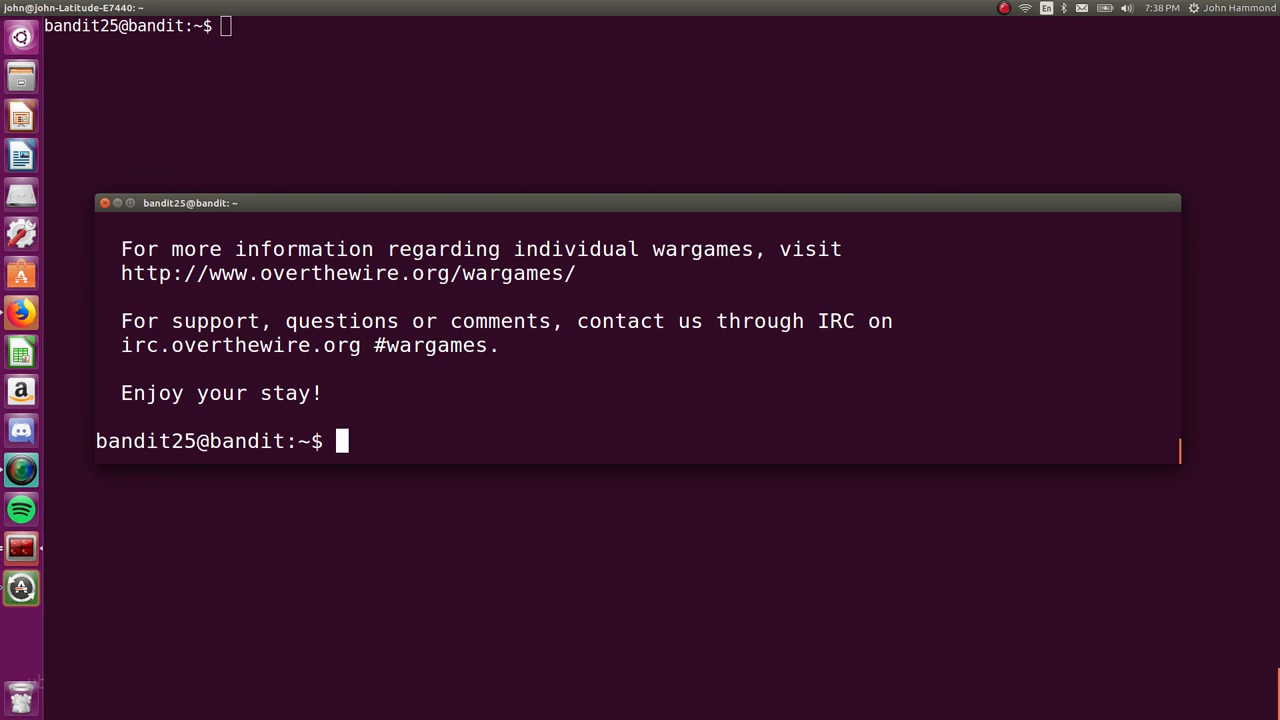 john@john-Latitude-E7440: ~
En
7:38 PM
John Hammond
bandit25@bandit:~$
bandit25@bandit: ~
For more information regarding individual wargames, visit
http://www.overthewire.org/wargames/
For support, questions or comments, contact us through IRC on
irc.overthewire.org #wargames.
Enjoy your stay!
bandit25@bandit:~$